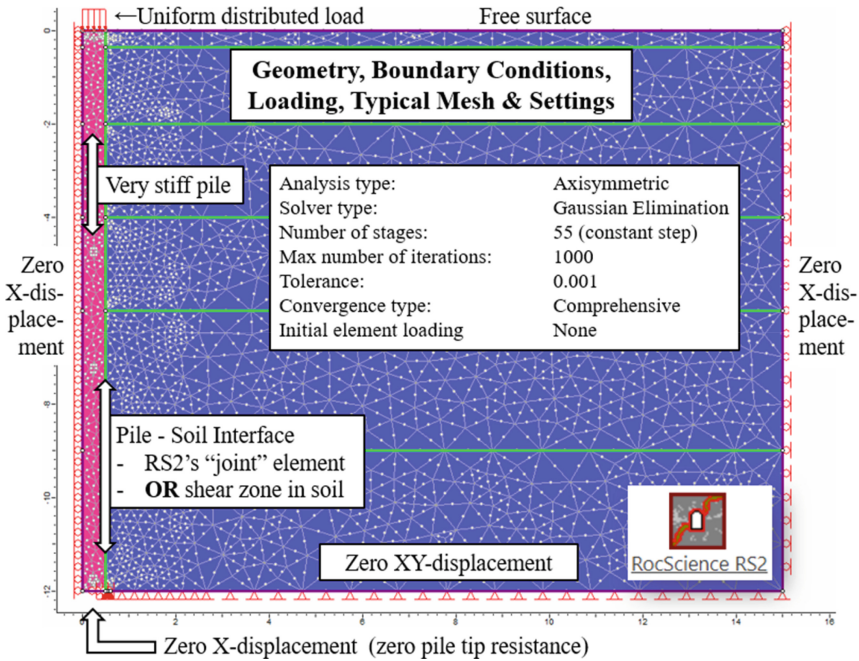 ←Uniform distributed load
Free surface
0
Geometry, Boundary Conditions,
Loading, Typical Mesh & Settings
-2
Very stiff pile
Analysis type: Axisymmetric
Solver type: Gaussian Elimination
Number of stages: 55 (constant step)
Max number of iterations: 1000
Tolerance: 0.001
Convergence type: Comprehensive
Initial element loading None
-4
Zero
X-dis-
place-
ment
Zero
X-dis-
place-
ment
-8
Pile - Soil Interface
- RS2's "joint" element
- OR shear zone in soil
-10
RocScience RS2
Zero XY-displacement
-12
2 4 6 8 10 12 14 16
Zero X-displacement (zero pile tip resistance)